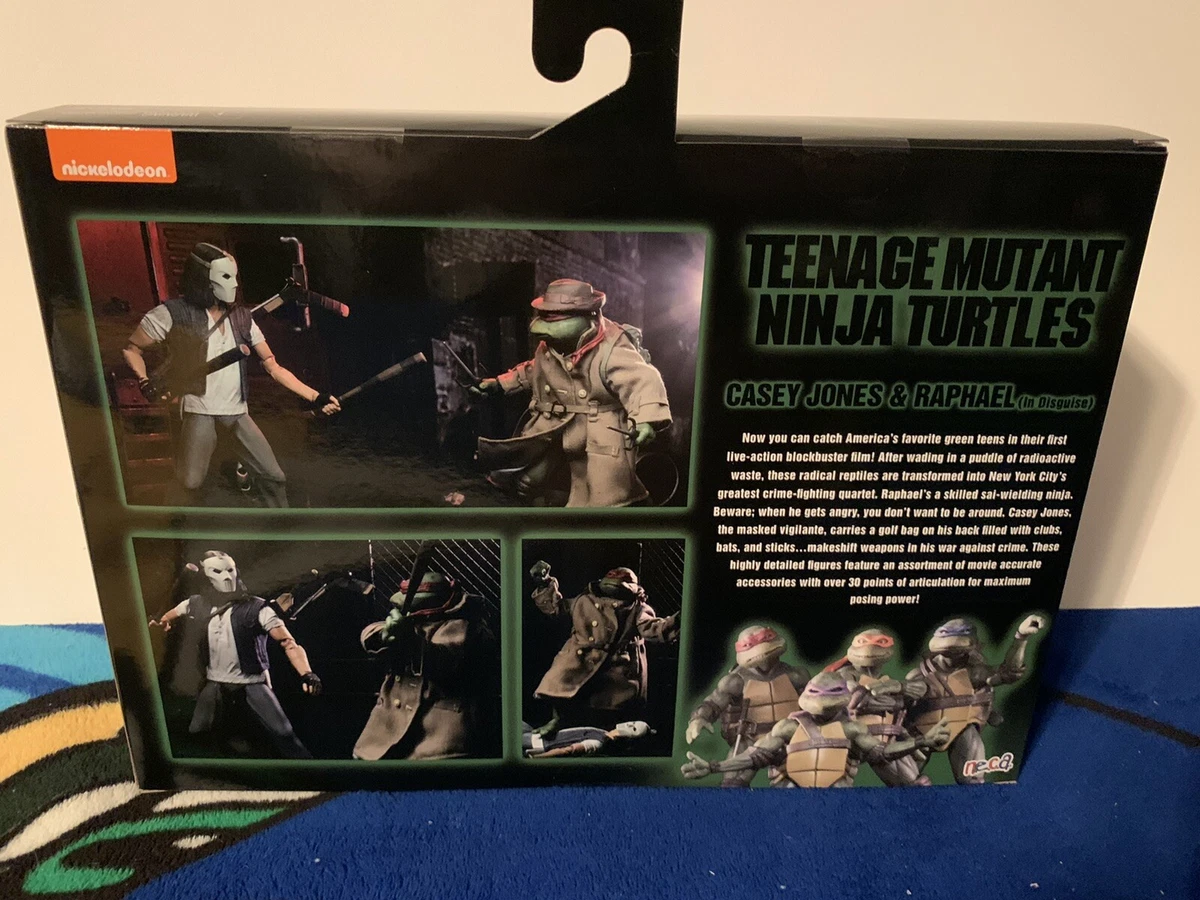 nickelodeon
TEENAGE MUTANT
NINJA TURTLES
CASEY JONES & RAPHAEL (In Disguise)
Now you can catch America's favorite green teens in their first
live-action blockbuster film! After wading in a puddle of radioactive
waste, these radical reptiles are transformed into New York City's
greatest crime-fighting quartet. Raphael's a skilled sai-wielding ninja.
Beware; when he gets angry, you don't want to be around. Casey Jones,
the masked vigilante, carries a golf bag on his back filled with clubs,
bats, and sticks...makeshift weapons in his war against crime. These
highly detailed figures feature an assortment of movie accurate
accessories with over 30 points of articulation for maximum
posing power!
neca